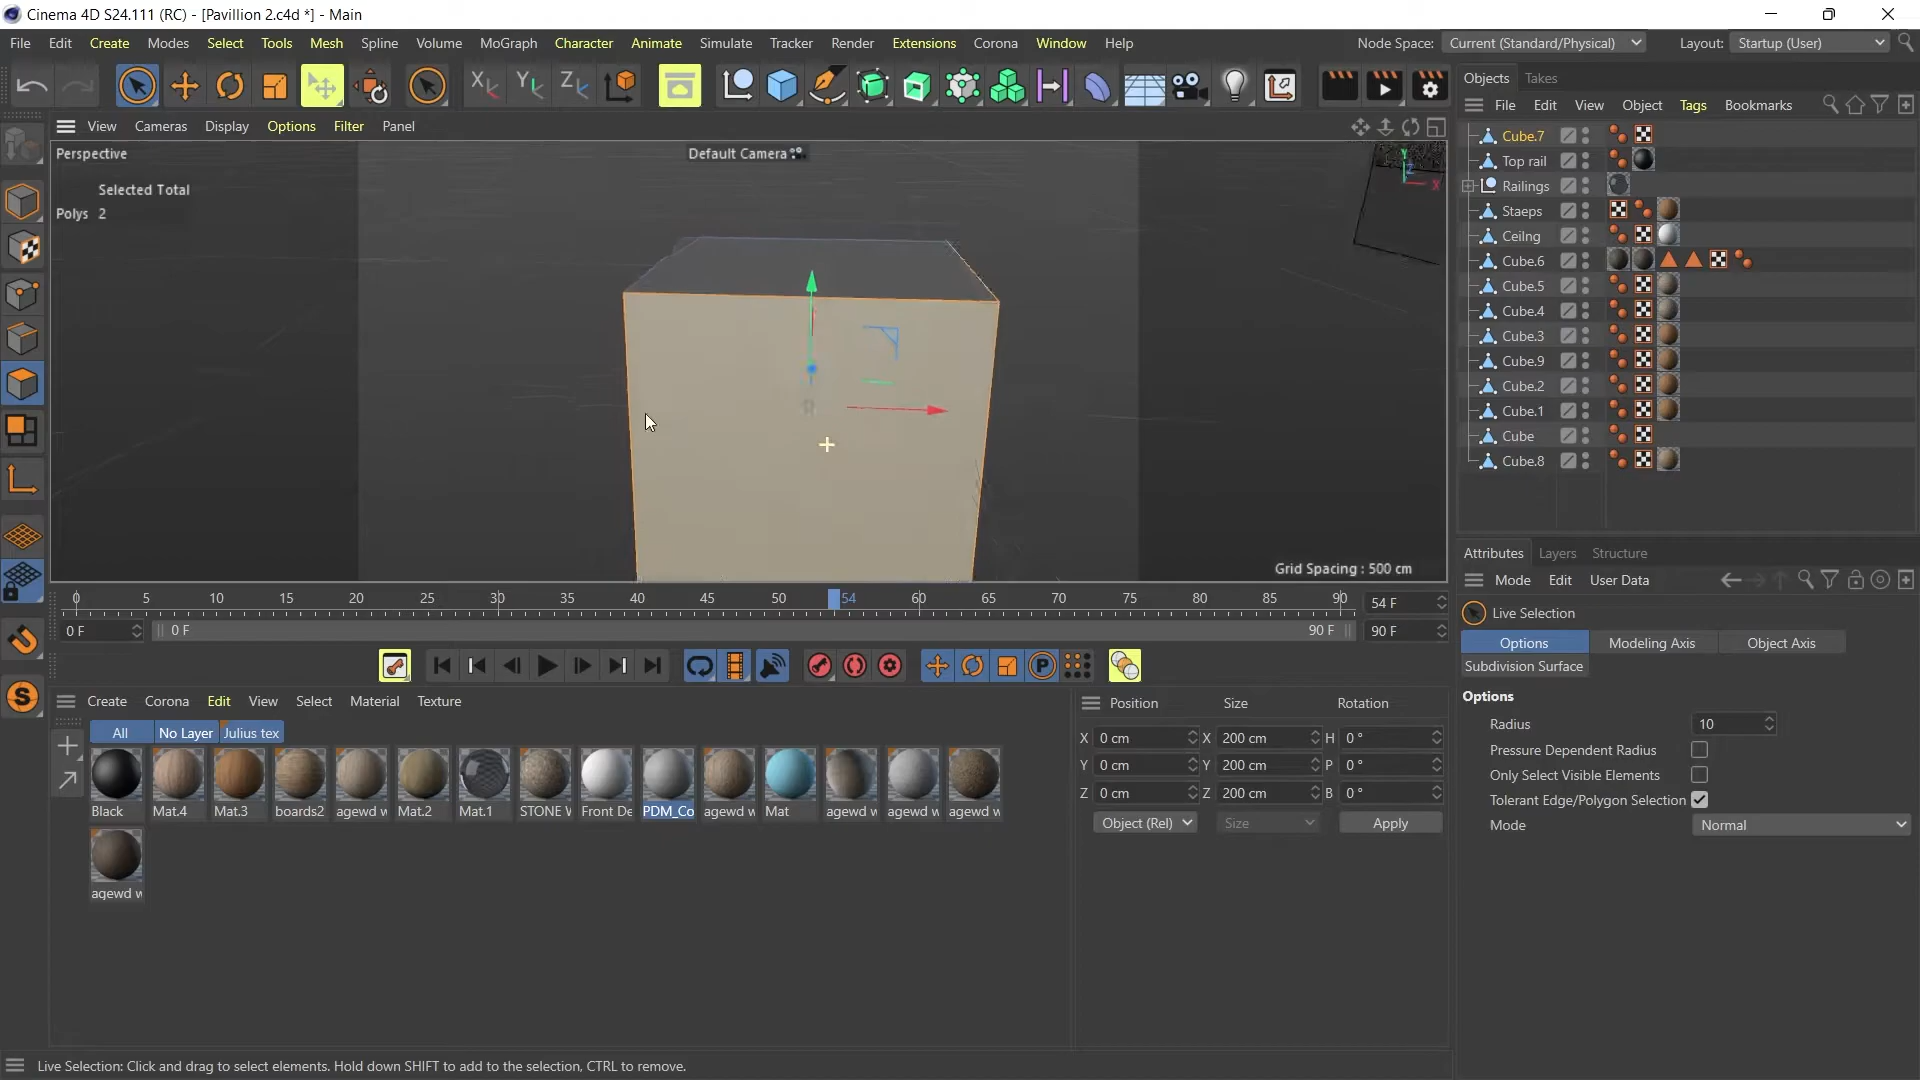 Cinema 4D S24.111 (RC) - [Pavillion 2.c4d *] - Main
File Edit Create Modes Select Tools Mesh Spline Volume MoGraph Character Animate Simulate Tracker Render Extensions Corona Window Help
Node Space: Current (Standard/Physical) Layout: Startup (User)
X Y Z
Objects Takes
File Edit View Object Tags Bookmarks
View Cameras Display Options Filter Panel
Perspective
Default Camera
Selected Total
Polys 2
Y Z X
Grid Spacing : 500 cm
Cube.7
Top rail
Railings
Staeps
Ceilng
Cube.6
Cube.5
Cube.4
Cube.3
Cube.9
Cube.2
Cube.1
Cube
Cube.8
0 5 10 15 20 25 30 35 40 45 50 54 60 65 70 75 80 85 90 54 F
0 F 0 F 90 F 90 F
P
S
Create Corona Edit View Select Material Texture
All No Layer Julius tex
Black Mat.4 Mat.3 boards2 agewd w Mat.2 Mat.1 STONE V Front De PDM_Co agewd w Mat agewd w agewd w agewd w
agewd w
Position Size Rotation
X 0 cm X 200 cm H 0 °
Y 0 cm Y 200 cm P 0 °
Z 0 cm Z 200 cm B 0 °
Object (Rel) Size Apply
Attributes Layers Structure
Mode Edit User Data
Live Selection
Options Modeling Axis Object Axis
Subdivision Surface
Options
Radius 10
Pressure Dependent Radius
Only Select Visible Elements
Tolerant Edge/Polygon Selection
Mode Normal
Live Selection: Click and drag to select elements. Hold down SHIFT to add to the selection, CTRL to remove.